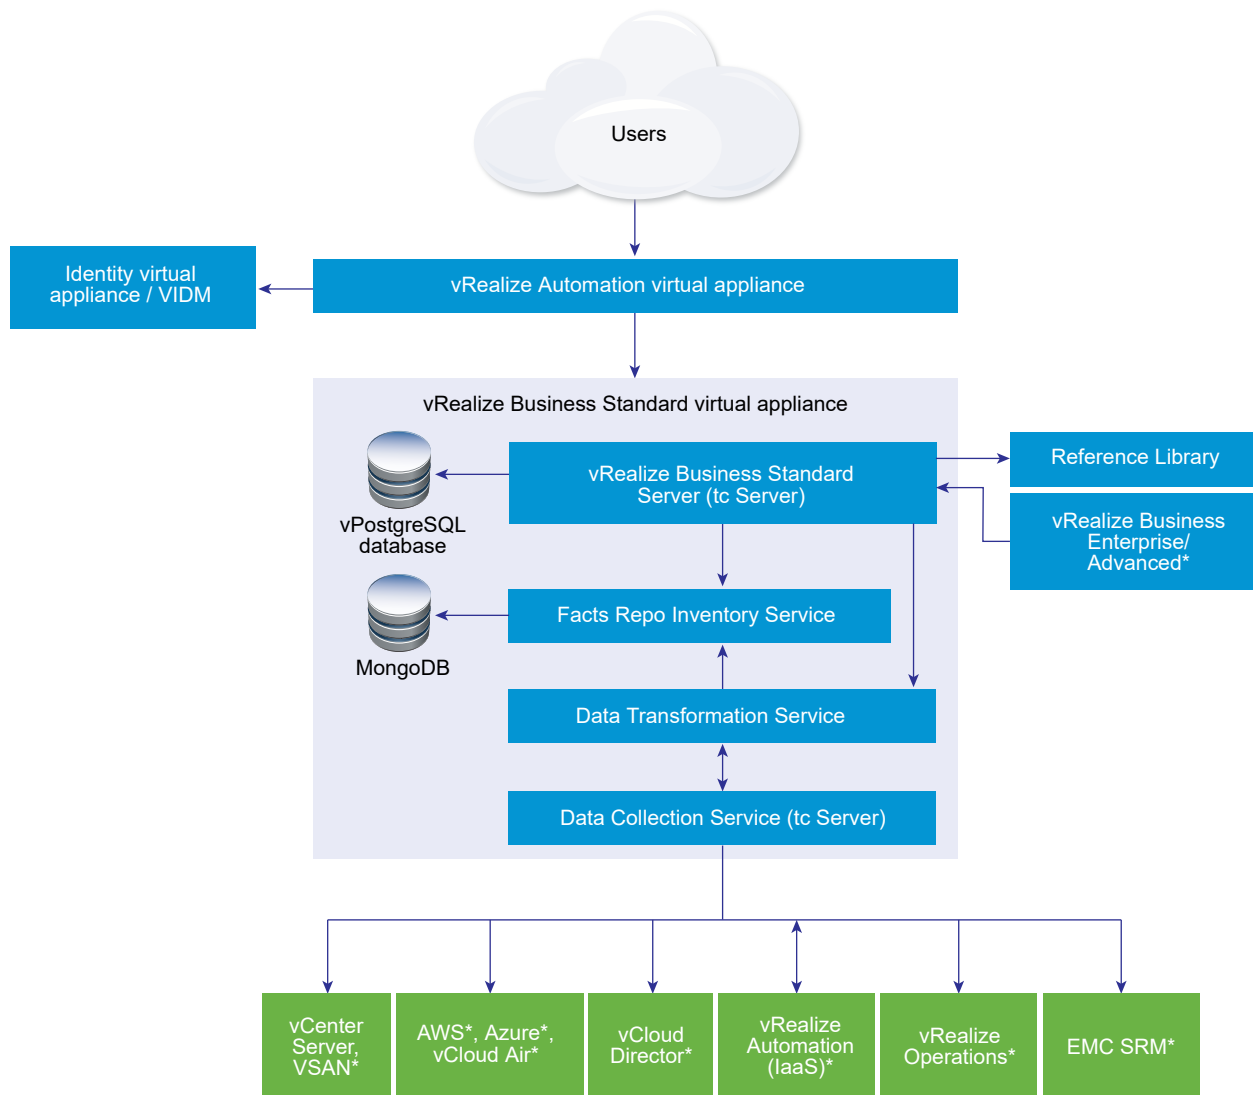 Users
Identity virtual
appliance / VIDM
vRealize Automation virtual appliance
vRealize Business Standard virtual appliance
vRealize Business Standard
Server (tc Server)
vPostgreSQL
database
Reference Library
vRealize Business
Enterprise/
Advanced*
Facts Repo Inventory Service
MongoDB
Data Transformation Service
Data Collection Service (tc Server)
vCenter
Server,
VSAN*
AWS*, Azure*,
vCloud Air*
vCloud
Director*
vRealize
Automation
(IaaS)*
vRealize
Operations*
EMC SRM*